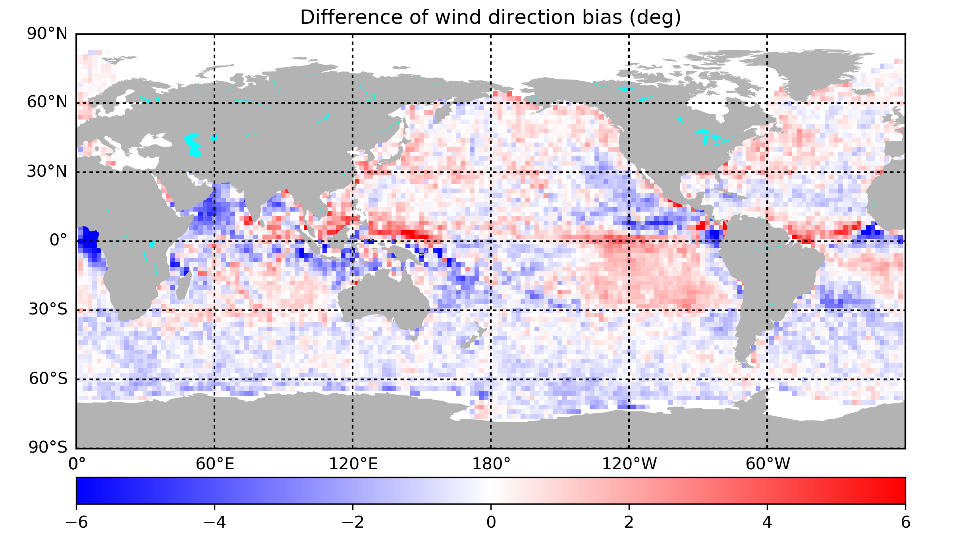 Difference of wind direction bias (deg)
90°N
60°N
30°N
0°
30°S
60°S
90°S
0° 60°E 120°E 180° 120°W 60°W
−6 −4 −2 0 2 4 6